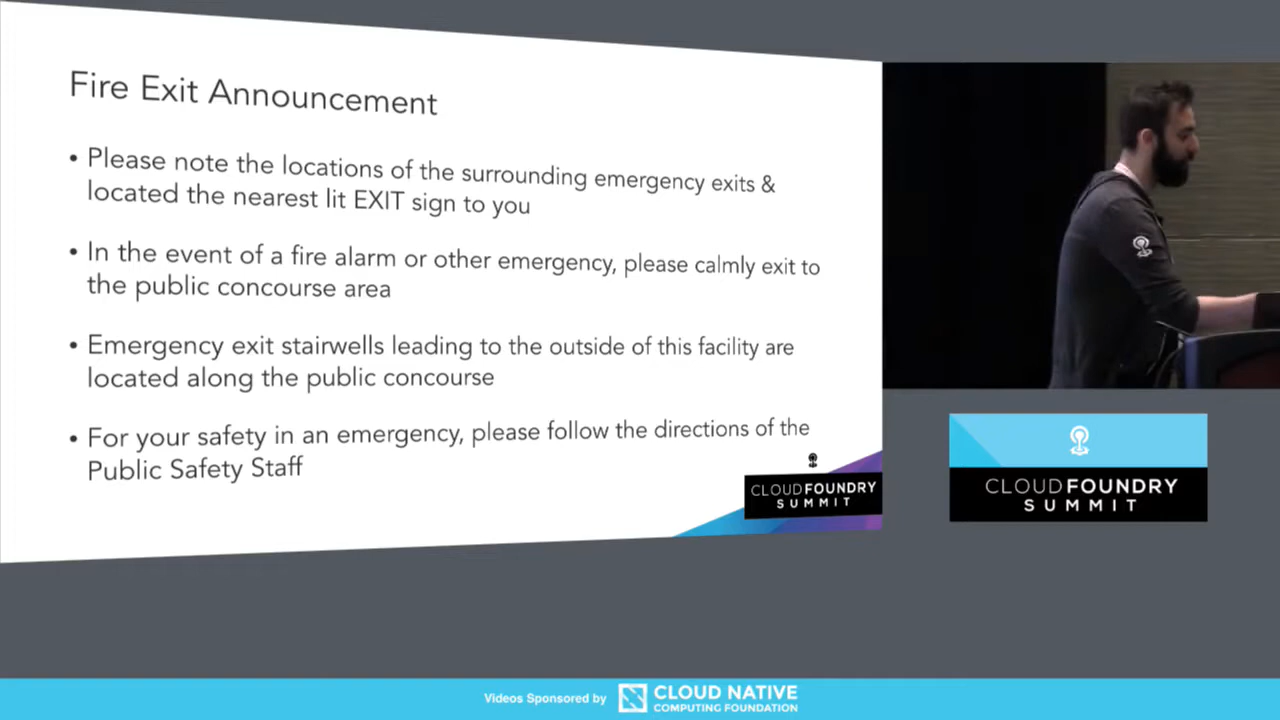 Fire Exit Announcement
• Please note the locations of the surrounding emergency exits &
located the nearest lit EXIT sign to you
• In the event of a fire alarm or other emergency, please calmly exit to
the public concourse area
• Emergency exit stairwells leading to the outside of this facility are
located along the public concourse
• For your safety in an emergency, please follow the directions of the
Public Safety Staff
CLOUDFOUNDRY
SUMMIT
CLOUDFOUNDRY
SUMMIT
Videos Sponsored by
CLOUD NATIVE
COMPUTING FOUNDATION